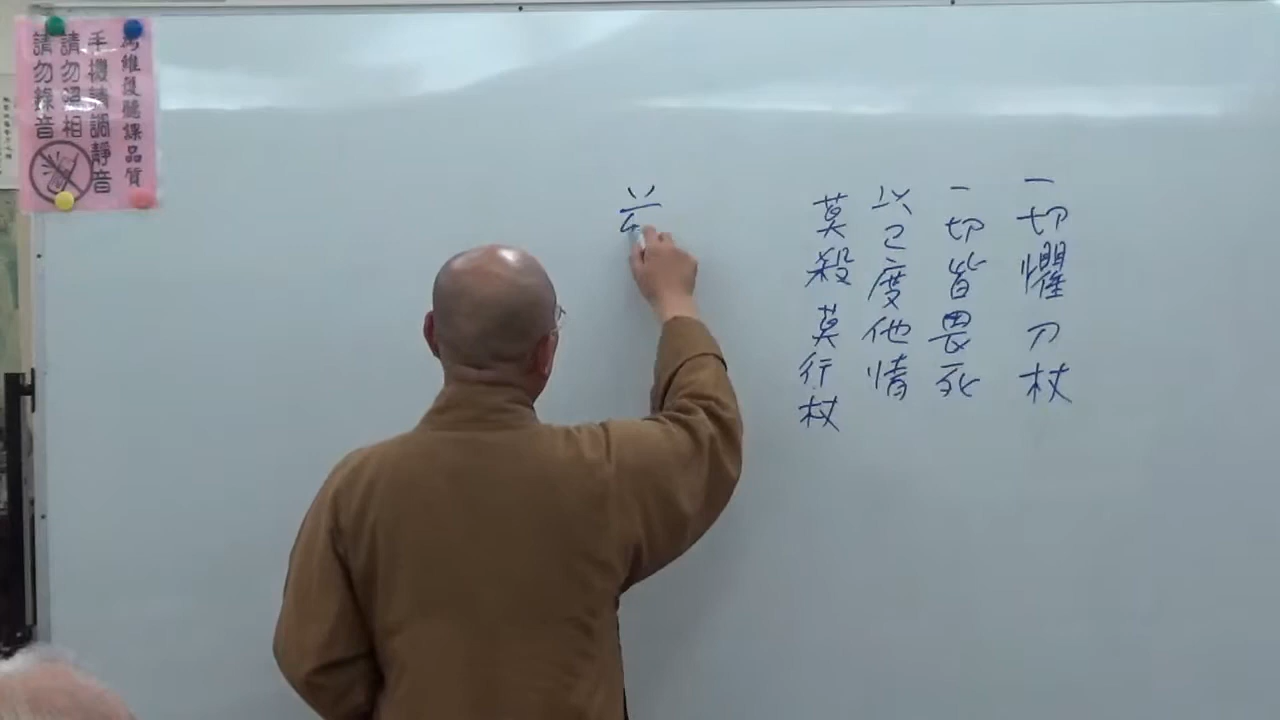 一切懼刀杖
一切皆畏死
以己度他情
莫殺莫行杖
為維護聽課品質
手機請調靜音
請勿照相
請勿錄音